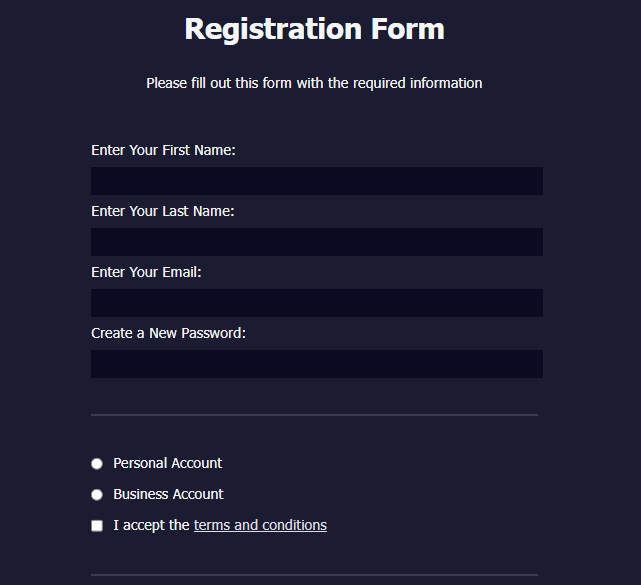 Registration Form
Please fill out this form with the required information
Enter Your First Name:
Enter Your Last Name:
Enter Your Email:
Create a New Password:
Personal Account
Business Account
I accept the terms and conditions